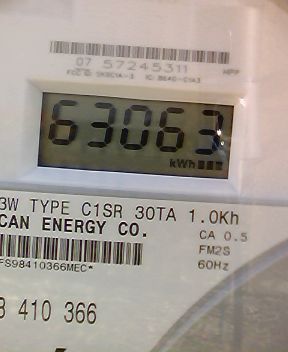 07 57245311
63063
kWh
3W TYPE C1SR 30TA 1.0Kh
CAN ENERGY CO.
CA 0.5
FM2S
60Hz
FS98410366MEC*
8 410 366